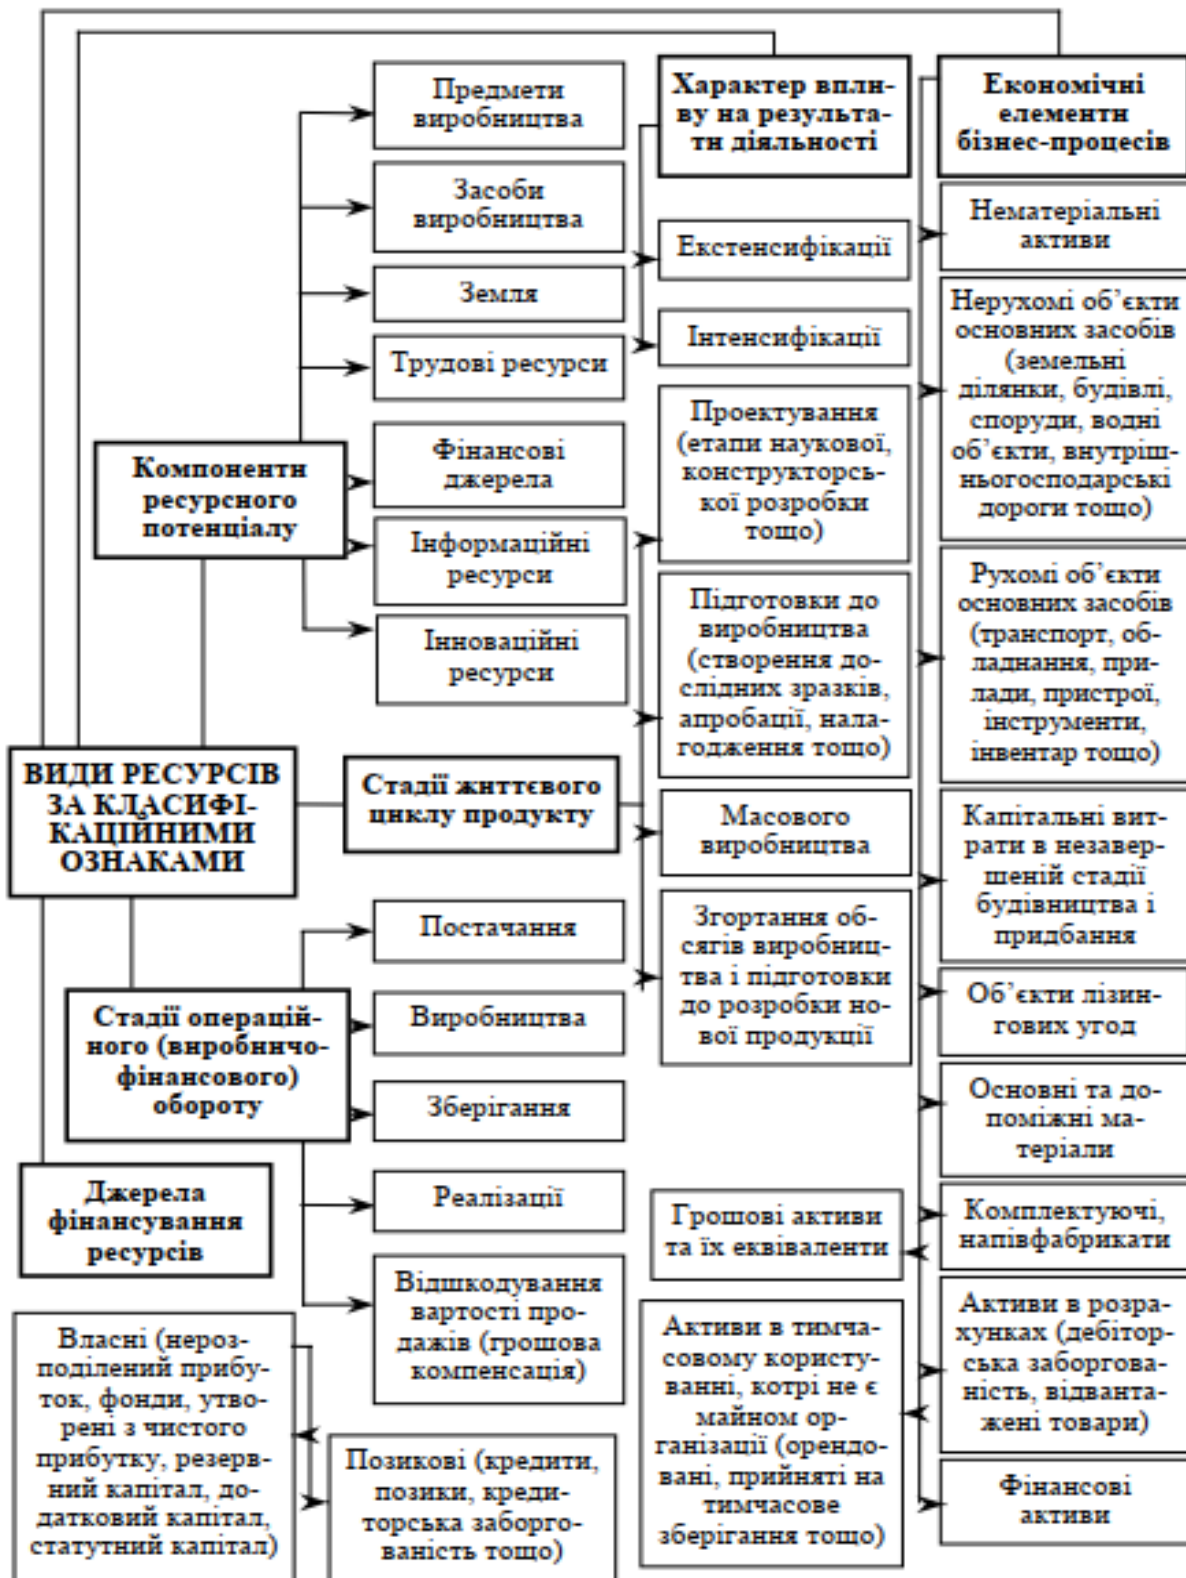 Предмети
виробництва
Засоби
виробництва
Земля
Трудові ресурси
Фінансові
джерела
Інформаційні
ресурси
Інноваційні
ресурси
Компоненти
ресурсного
потенціалу
Характер впли-
ву на результа-
ти діяльності
Екстенсифікації
Інтенсифікації
Економічні
елементи
бізнес-процесів
Нематеріальні
активи
Нерухомі об’єкти
основних засобів
(земельні
ділянки, будівлі,
споруди, водні
об’єкти, внутріш-
ньогосподарські
дороги тощо)
Рухомі об’єкти
основних засобів
(транспорт, об-
ладнання, при-
лади, пристрої,
інструменти,
інвентар тощо)
Капітальні вит-
рати в незавер-
шеній стадії
будівництва і
придбання
Об’єкти лізин-
гових угод
Основні та до-
поміжні ма-
теріали
Комплектуючі,
напівфабрикати
Активи в розра-
хунках (дебітор-
ська заборгова-
ність, відванта-
жені товари)
Фінансові
активи
Грошові активи
та їх еквіваленти
Активи в тимча-
совому користу-
ванні, котрі не є
майном ор-
ганізації (орендо-
вані, прийняті на
тимчасове
зберігання тощо)
ВИДИ РЕСУРСІВ
ЗА КЛАСИФІ-
КАЦІЙНИМИ
ОЗНАКАМИ
Стадії життєвого
циклу продукту
Проектування
(етапи наукової,
конструкторсь-
кої розробки
тощо)
Підготовки до
виробництва
(створення до-
слідних зразків,
апробації, нала-
годження тощо)
Масового
виробництва
Згортання об-
сягів виробниц-
тва і підготовки
до розробки но-
вої продукції
Стадії операцій-
ного (виробничо-
фінансового)
обороту
Постачання
Виробництва
Зберігання
Реалізації
Відшкодування
вартості про-
дажів (грошова
компенсація)
Джерела
фінансування
ресурсів
Власні (нероз-
поділений прибу-
ток, фонди, утво-
рені з чистого
прибутку, резерв-
ний капітал, до-
датковий капітал,
статутний капітал)
Позикові (кредити,
позики, креди-
торська заборго-
ваність тощо)